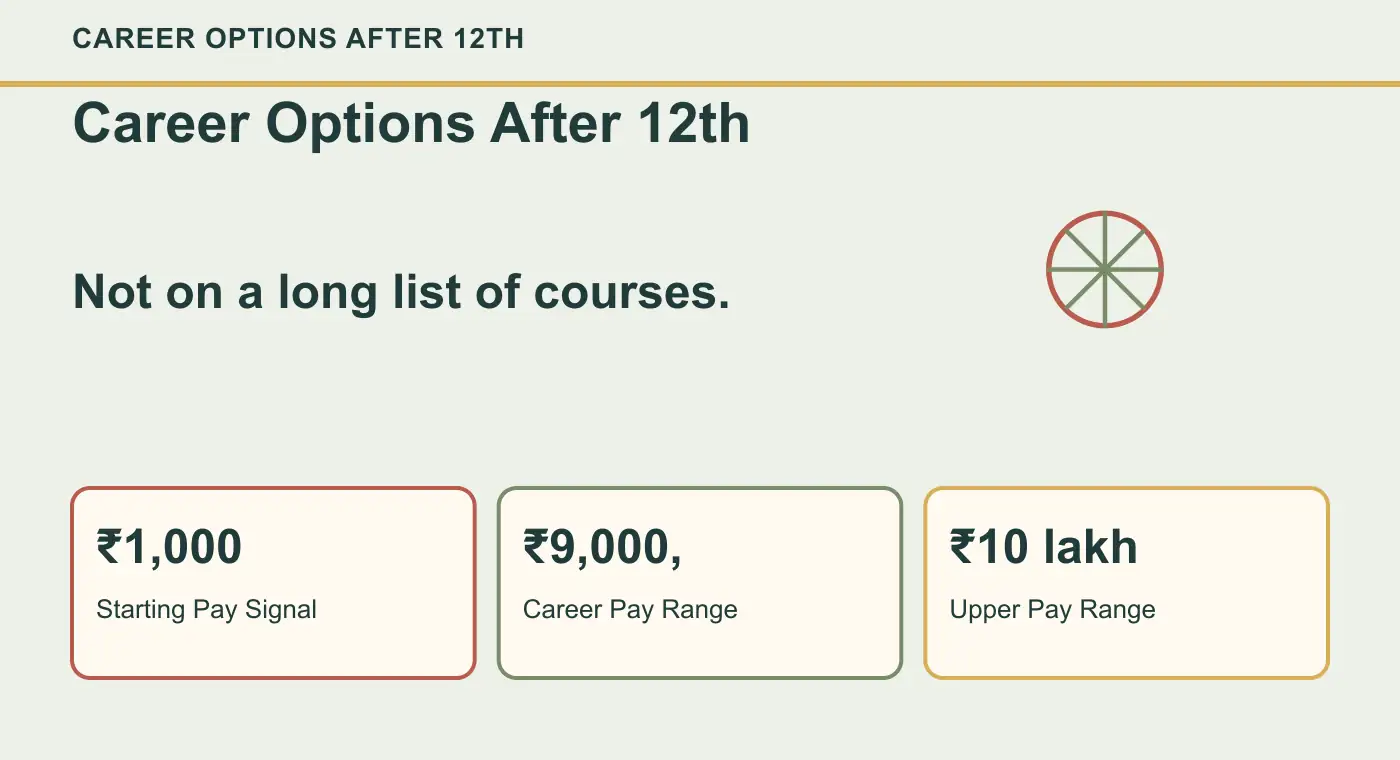 CAREER OPTIONS AFTER 12TH
Career Options After 12th
Not on a long list of courses.
₹1,000
Starting Pay Signal
₹9,000,
Career Pay Range
₹10 lakh
Upper Pay Range